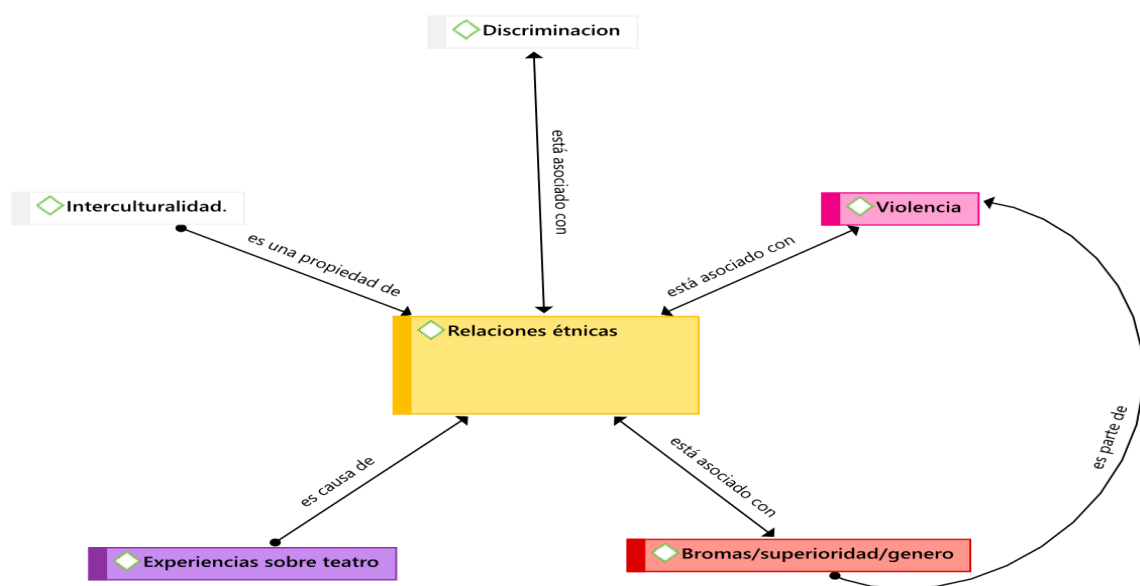 Discriminacion
está asociado con
Interculturalidad.
es una propiedad de
Violencia
está asociado con
Relaciones étnicas
es causa de
está asociado con
es parte de
Experiencias sobre teatro
Bromas/superioridad/genero